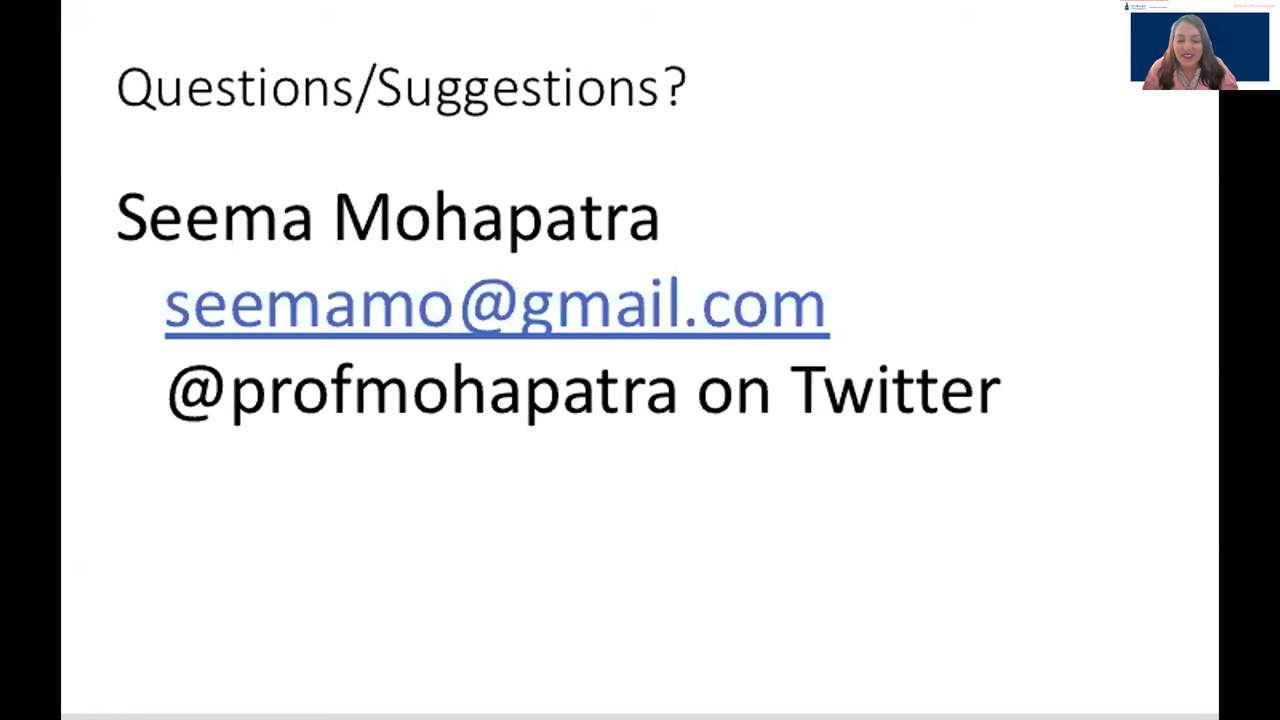 Questions/Suggestions?
Seema Mohapatra
seemamo@gmail.com
@profmohapatra on Twitter